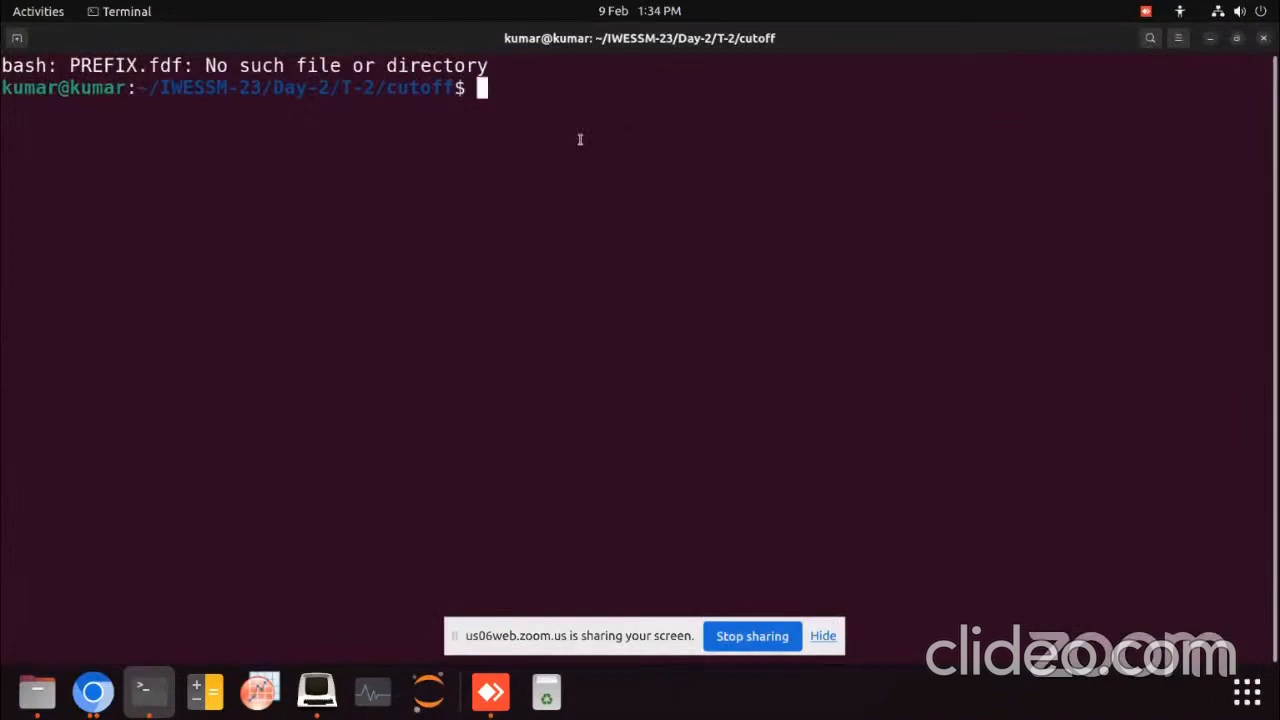 Activities Terminal 9 Feb 1:34 PM
kumar@kumar: ~/IWESSM-23/Day-2/T-2/cutoff
bash: PREFIX.fdf: No such file or directory
kumar@kumar:~/IWESSM-23/Day-2/T-2/cutoff$
us06web.zoom.us is sharing your screen. Stop sharing Hide
clideo.com